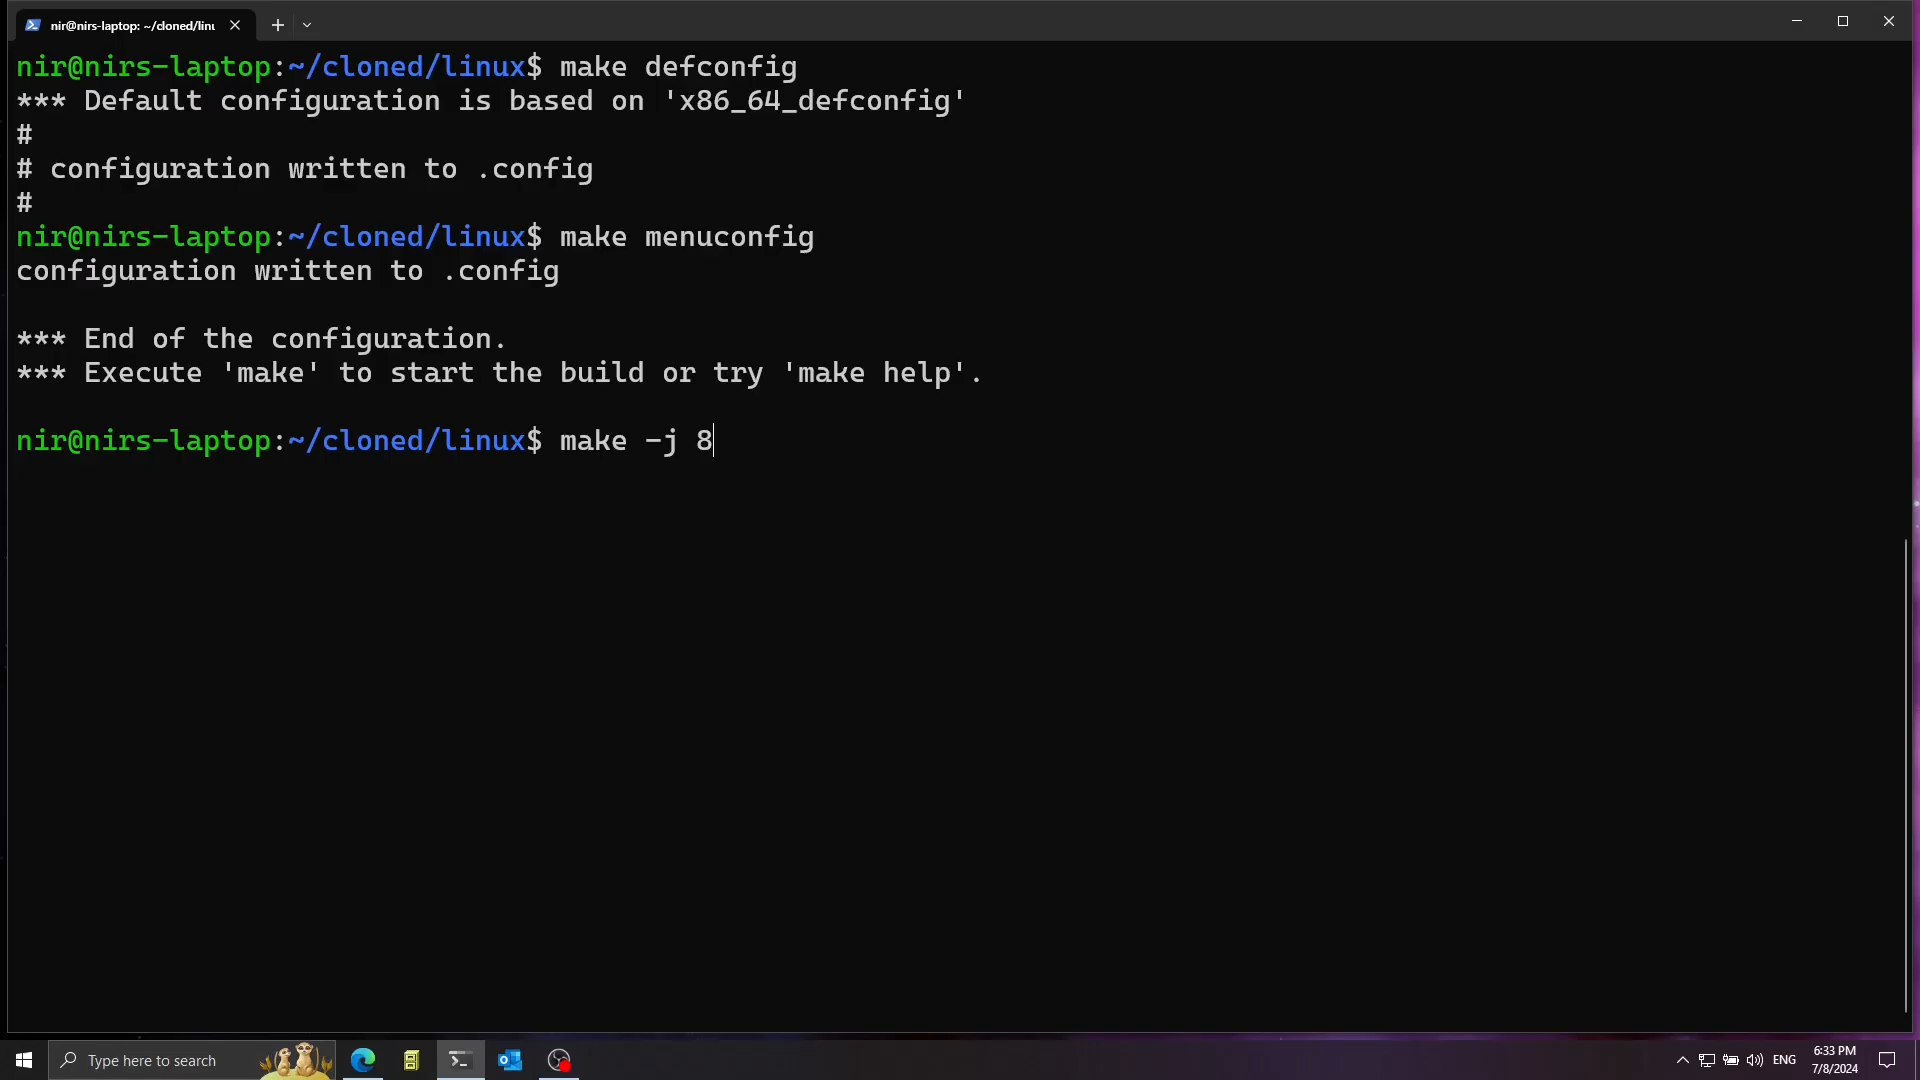 nir@nirs-laptop: ~/cloned/linu
nir@nirs-laptop:~/cloned/linux$ make defconfig
*** Default configuration is based on 'x86_64_defconfig'
#
# configuration written to .config
#
nir@nirs-laptop:~/cloned/linux$ make menuconfig
configuration written to .config
*** End of the configuration.
*** Execute 'make' to start the build or try 'make help'.
nir@nirs-laptop:~/cloned/linux$ make -j 8
Type here to search
ENG
6:33 PM
7/8/2024